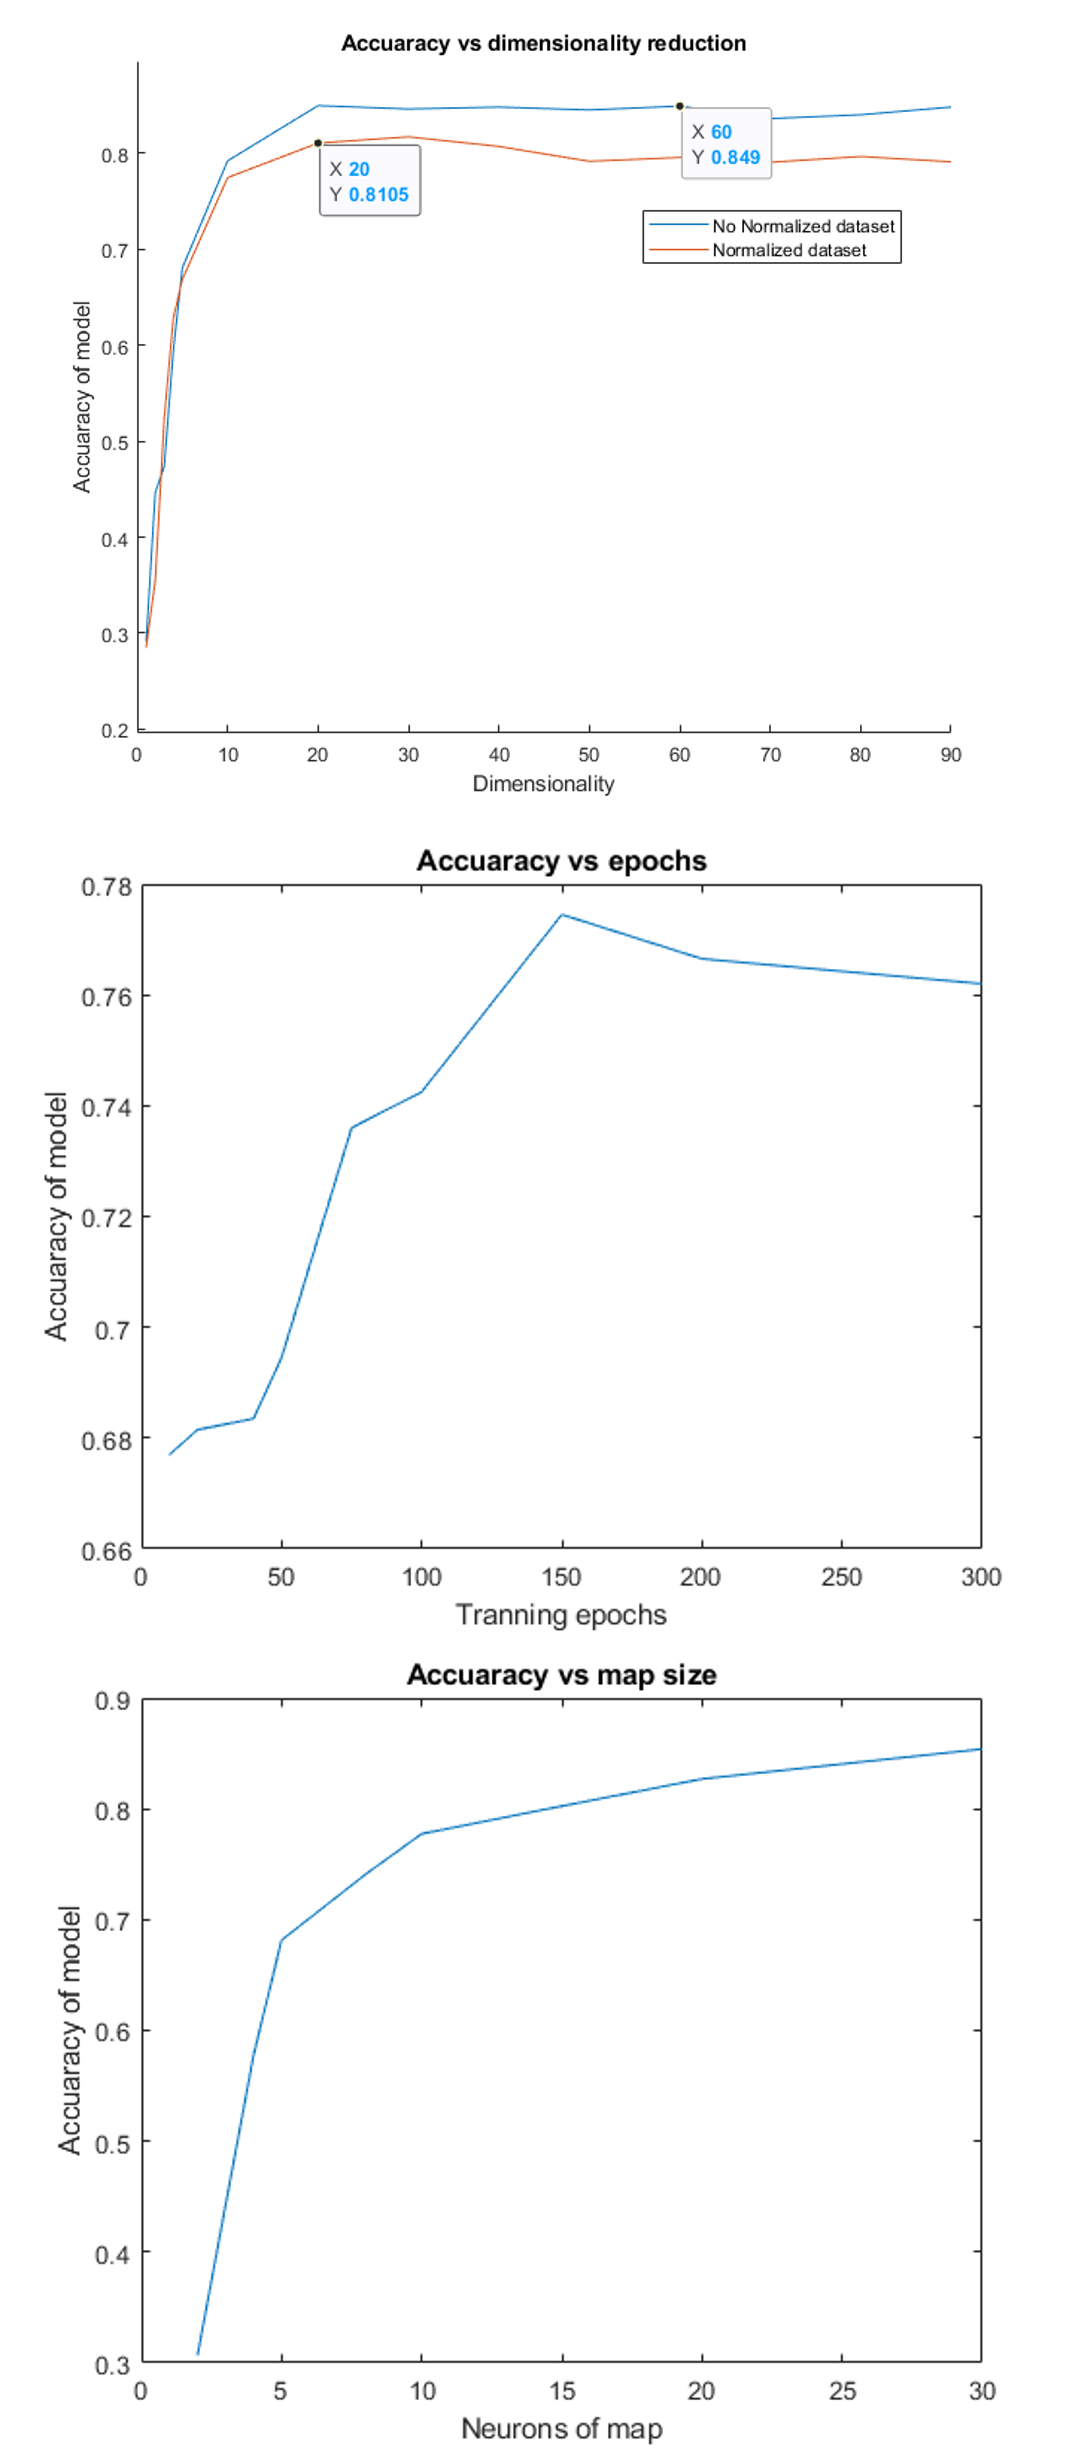 Accuaracy vs dimensionality reduction
0.8
0.7
0.6
0.5
0.4
0.3
0.2
Accuaracy of model
X 20
Y 0.8105
X 60
Y 0.849
No Normalized dataset
Normalized dataset
0 10 20 30 40 50 60 70 80 90
Dimensionality
Accuaracy vs epochs
0.78
0.76
0.74
0.72
0.7
0.68
0.66
Accuaracy of model
0 50 100 150 200 250 300
Tranning epochs
Accuaracy vs map size
0.9
0.8
0.7
0.6
0.5
0.4
0.3
Accuaracy of model
0 5 10 15 20 25 30
Neurons of map